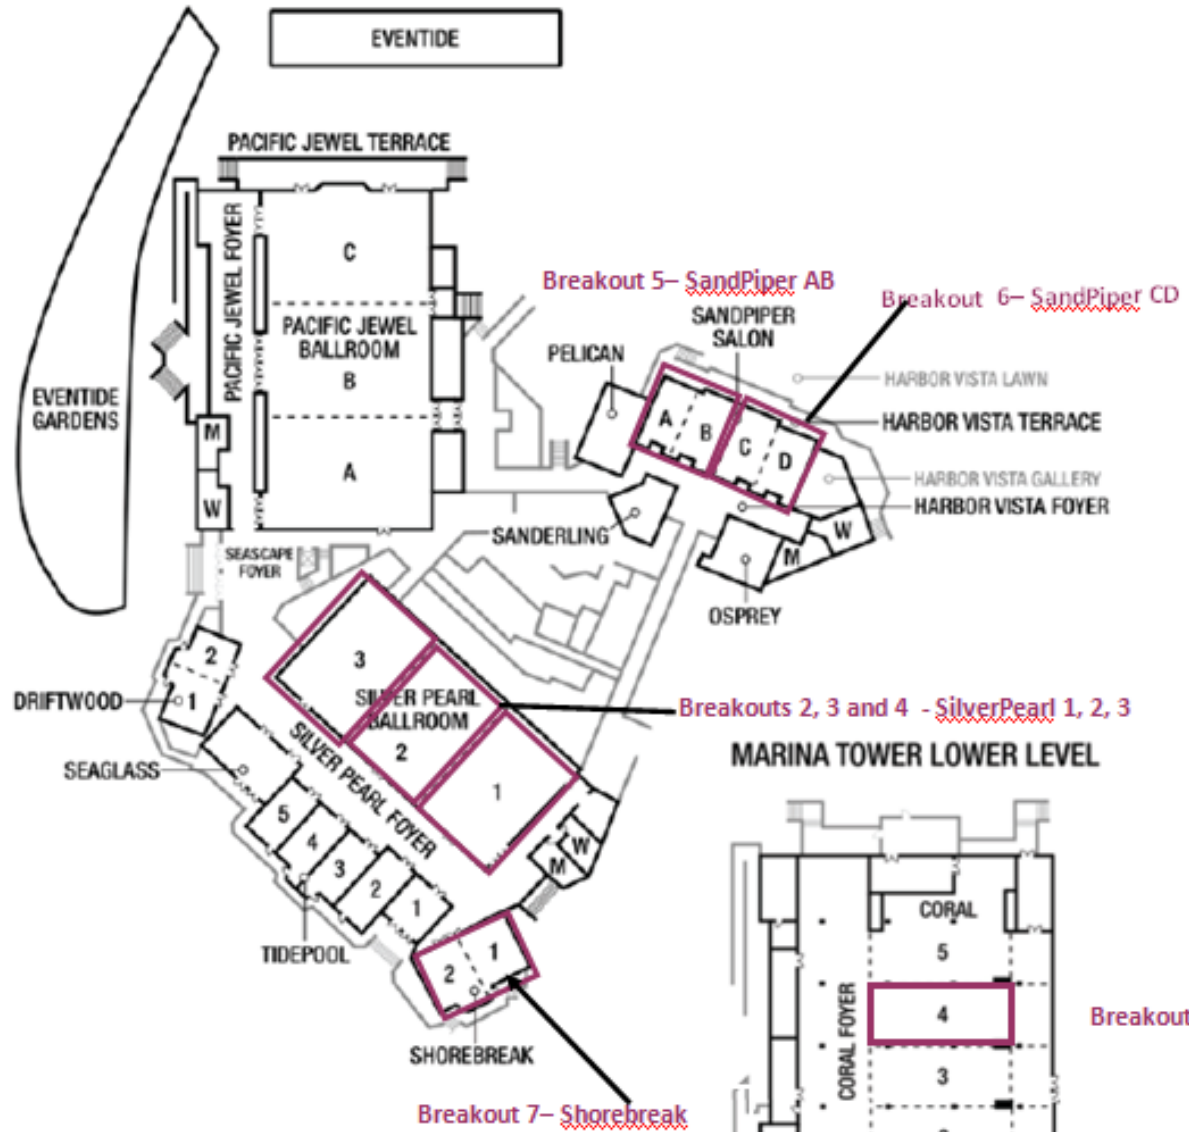 EVENTIDE
PACIFIC JEWEL TERRACE
PACIFIC JEWEL FOYER
C
PACIFIC JEWEL
BALLROOM
B
A
M
W
EVENTIDE
GARDENS
Breakout 5– SandPiper AB
Breakout 6– SandPiper CD
SANDPIPER
SALON
PELICAN
A
B
C
D
HARBOR VISTA LAWN
HARBOR VISTA TERRACE
HARBOR VISTA GALLERY
HARBOR VISTA FOYER
SANDERLING
W
M
OSPREY
SEASCAPE
FOYER
2
1
DRIFTWOOD
3
SILVER PEARL
BALLROOM
2
1
Breakouts 2, 3 and 4 - SilverPearl 1, 2, 3
SILVER PEARL FOYER
SEAGLASS
5
4
3
2
1
TIDEPOOL
W
M
1
2
SHOREBREAK
Breakout 7– Shorebreak
MARINA TOWER LOWER LEVEL
CORAL
5
CORAL FOYER
4
Breakout
3